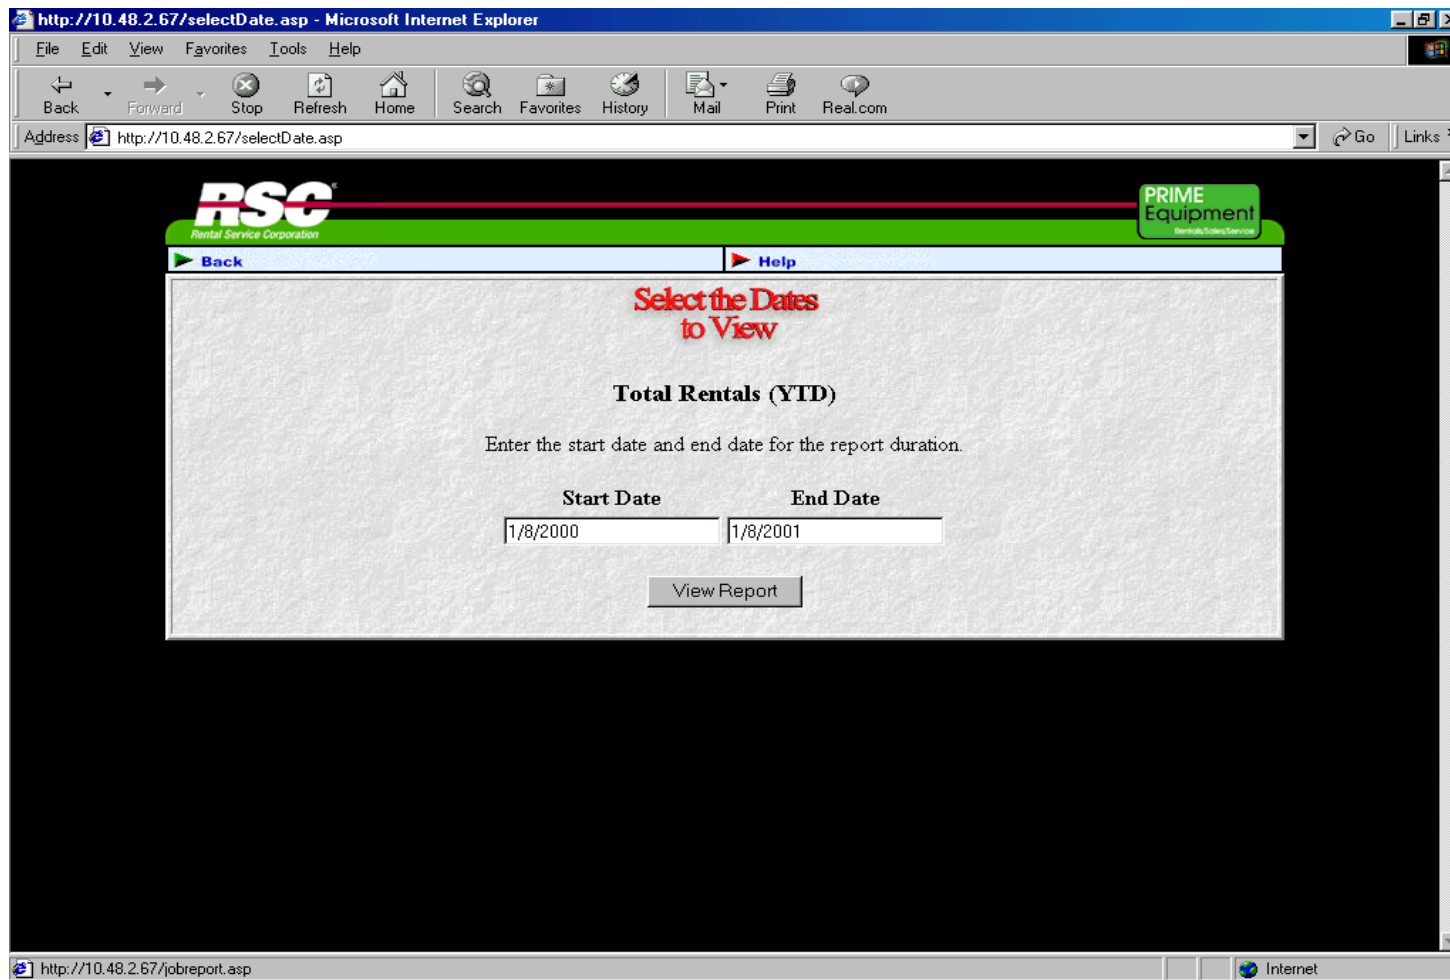 http://10.48.2.67/selectDate.asp - Microsoft Internet Explorer
File Edit View Favorites Tools Help
Back Forward Stop Refresh Home Search Favorites History Mail Print Real.com
Address http://10.48.2.67/selectDate.asp Go Links
RSC®
Rental Service Corporation
PRIME
Equipment
Rentals/Sales/Service
Back Help
Select the Dates
to View
Total Rentals (YTD)
Enter the start date and end date for the report duration.
Start Date End Date
1/8/2000 1/8/2001
View Report
http://10.48.2.67/jobreport.asp Internet